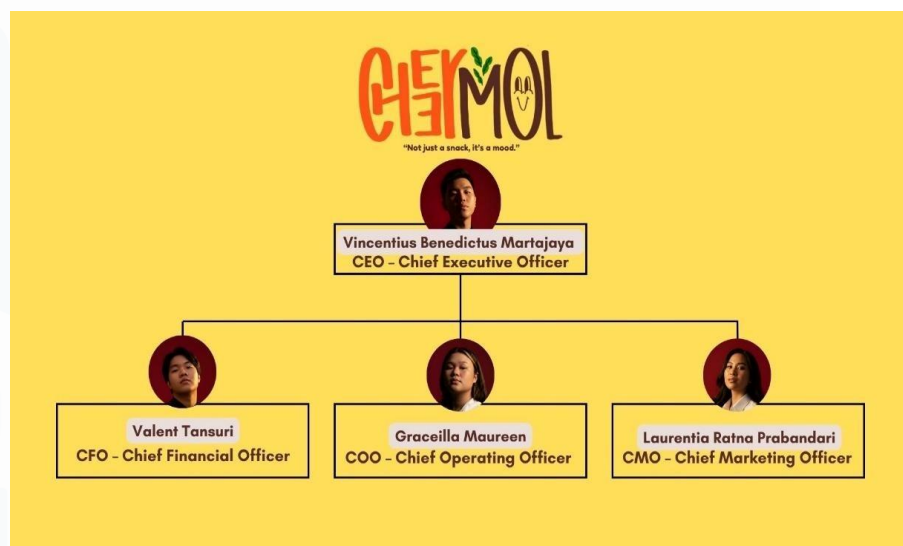 CHEERMOL
“Not just a snack, it’s a mood.”
Vincentius Benedictus Martajaya
CEO – Chief Executive Officer
Valent Tansuri
CFO – Chief Financial Officer
Graceilla Maureen
COO – Chief Operating Officer
Laurentia Ratna Prabandari
CMO – Chief Marketing Officer